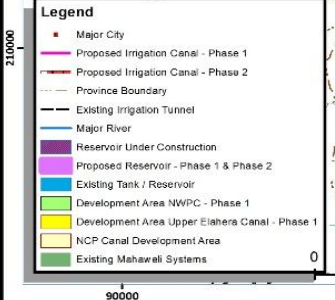 Legend
Major City
Proposed Irrigation Canal - Phase 1
Proposed Irrigation Canal - Phase 2
Province Boundary
Existing Irrigation Tunnel
Major River
Reservoir Under Construction
Proposed Reservoir - Phase 1 & Phase 2
Existing Tank / Reservoir
Development Area NWPC - Phase 1
Development Area Upper Elahera Canal - Phase 1
NCP Canal Development Area
Existing Mahaweli Systems
210000
0
90000